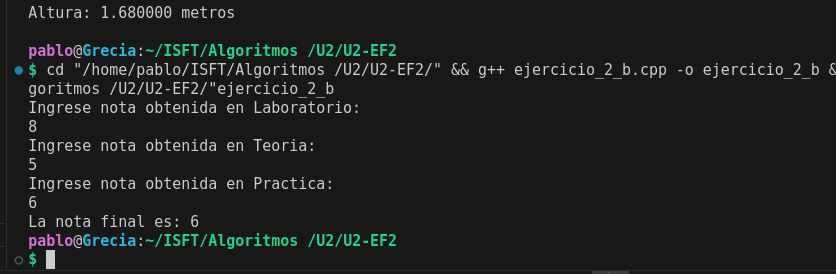 Altura: 1.680000 metros
pablo@Grecia:~/ISFT/Algoritmos /U2/U2-EF2
$ cd "/home/pablo/ISFT/Algoritmos /U2/U2-EF2/" && g++ ejercicio_2_b.cpp -o ejercicio_2_b &
goritmos /U2/U2-EF2/"ejercicio_2_b
Ingrese nota obtenida en Laboratorio:
8
Ingrese nota obtenida en Teoria:
5
Ingrese nota obtenida en Practica:
6
La nota final es: 6
pablo@Grecia:~/ISFT/Algoritmos /U2/U2-EF2
$